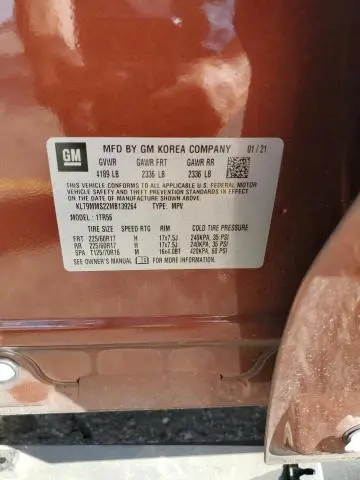 GM
MFD BY GM KOREA COMPANY 01/21
GVWR GAWR FRT GAWR RR
4189 LB 2336 LB 2336 LB
THIS VEHICLE CONFORMS TO ALL APPLICABLE U.S. FEDERAL MOTOR
VEHICLE SAFETY AND THEFT PREVENTION STANDARDS IN EFFECT
ON THE DATE OF MANUFACTURE SHOWN ABOVE.
KL79MMS22MB139264 TYPE: MPV
MODEL: 1TR56
TIRE SIZE SPEED RTG RIM COLD TIRE PRESSURE
FRT 225/60R17 H 17x7.5J 240KPA, 35 PSI
RR 225/60R17 H 17x7.5J 240KPA, 35 PSI
SPA T125/70R16 M 16x4.0BT 420KPA, 60 PSI
SEE OWNER'S MANUAL FOR MORE INFORMATION.